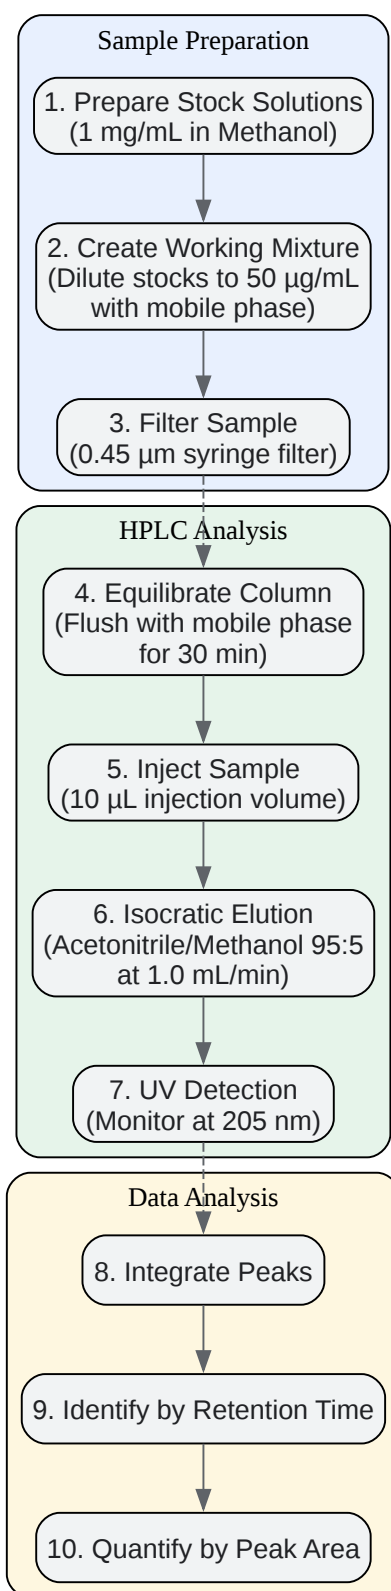 Sample Preparation
1. Prepare Stock Solutions
(1 mg/mL in Methanol)
2. Create Working Mixture
(Dilute stocks to 50 µg/mL
with mobile phase)
3. Filter Sample
(0.45 µm syringe filter)
HPLC Analysis
4. Equilibrate Column
(Flush with mobile phase
for 30 min)
5. Inject Sample
(10 µL injection volume)
6. Isocratic Elution
(Acetonitrile/Methanol 95:5
at 1.0 mL/min)
7. UV Detection
(Monitor at 205 nm)
Data Analysis
8. Integrate Peaks
9. Identify by Retention Time
10. Quantify by Peak Area